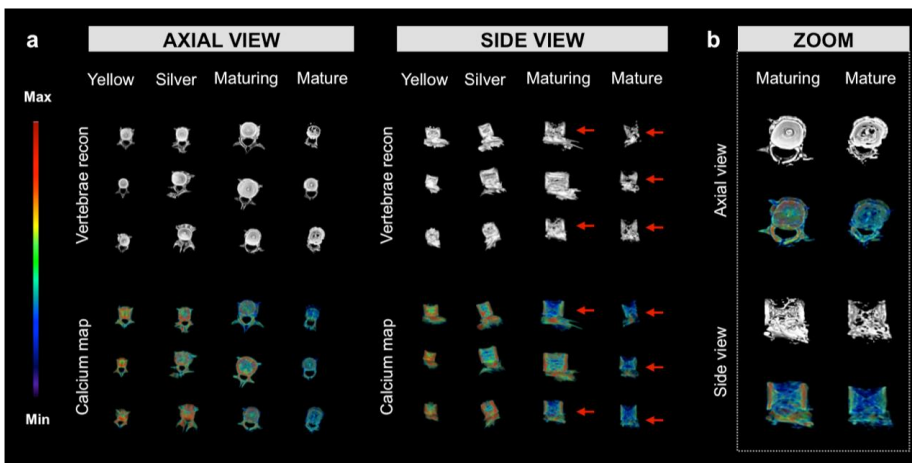 a
AXIAL VIEW
SIDE VIEW
b
ZOOM
Yellow
Silver
Maturing
Mature
Yellow
Silver
Maturing
Mature
Maturing
Mature
Max
Min
Vertebrae recon
Calcium map
Vertebrae recon
Calcium map
Axial view
Side view